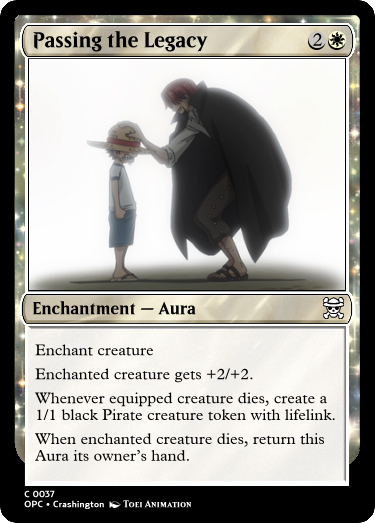 Passing the Legacy 2
Enchantment — Aura
Enchant creature
Enchanted creature gets +2/+2.
Whenever equipped creature dies, create a
1/1 black Pirate creature token with lifelink.
When enchanted creature dies, return this
Aura its owner's hand.
C 0037
OPC • Crashington TOEI ANIMATION